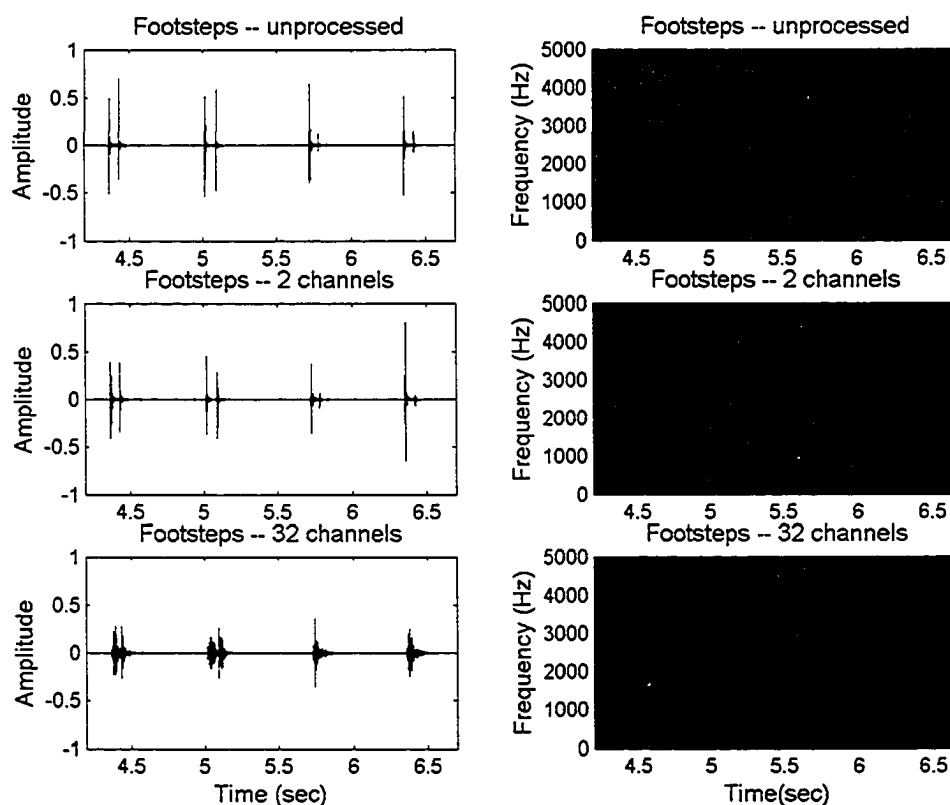 Footsteps -- unprocessed
Amplitude
1
0.5
0
-0.5
-1
4.5 5 5.5 6 6.5
Footsteps -- unprocessed
Frequency (Hz)
5000
4000
3000
2000
1000
0
4.5 5 5.5 6 6.5
Footsteps -- 2 channels
Amplitude
1
0.5
0
-0.5
-1
4.5 5 5.5 6 6.5
Footsteps -- 2 channels
Frequency (Hz)
5000
4000
3000
2000
1000
0
4.5 5 5.5 6 6.5
Footsteps -- 32 channels
Amplitude
1
0.5
0
-0.5
-1
4.5 5 5.5 6 6.5
Time (sec)
Footsteps -- 32 channels
Frequency (Hz)
5000
4000
3000
2000
1000
0
4.5 5 5.5 6 6.5
Time(sec)